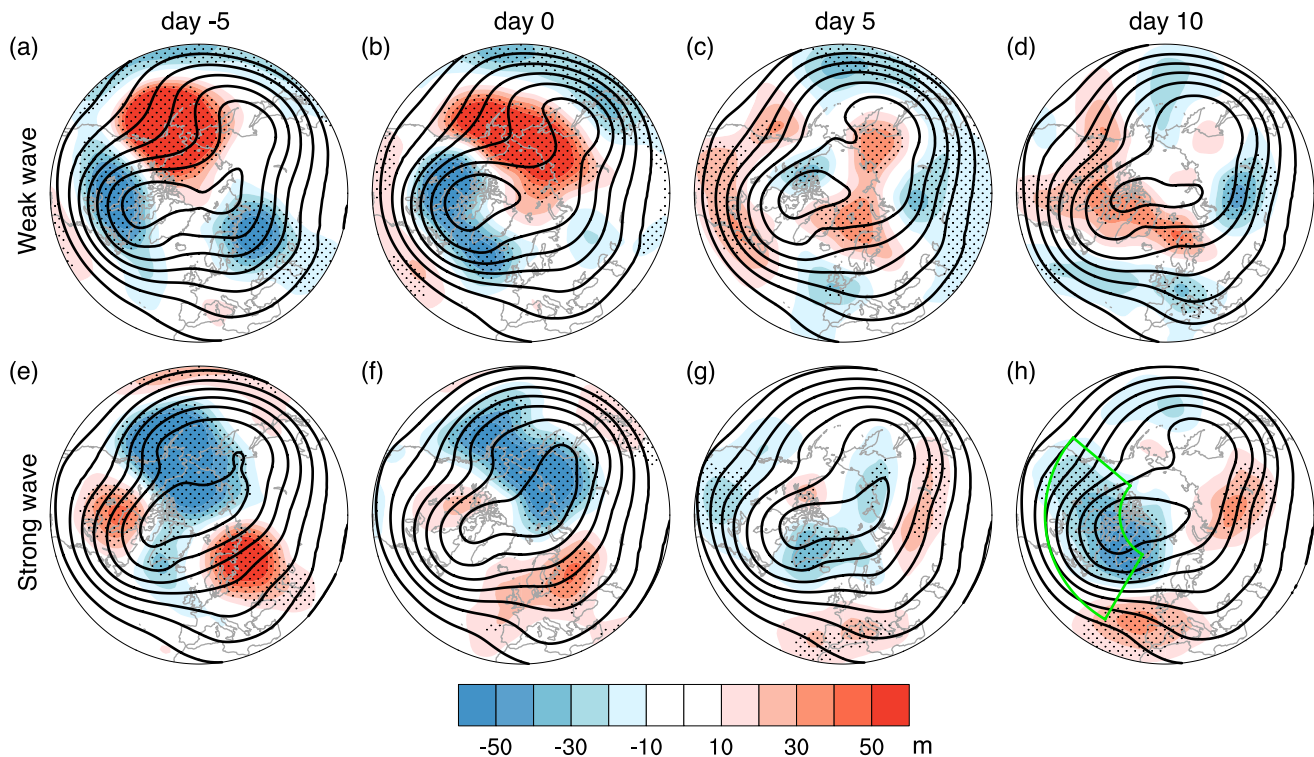 day -5 day 0 day 5 day 10
(a) (b) (c) (d)
Weak wave
(e) (f) (g) (h)
Strong wave
-50 -30 -10 10 30 50 m